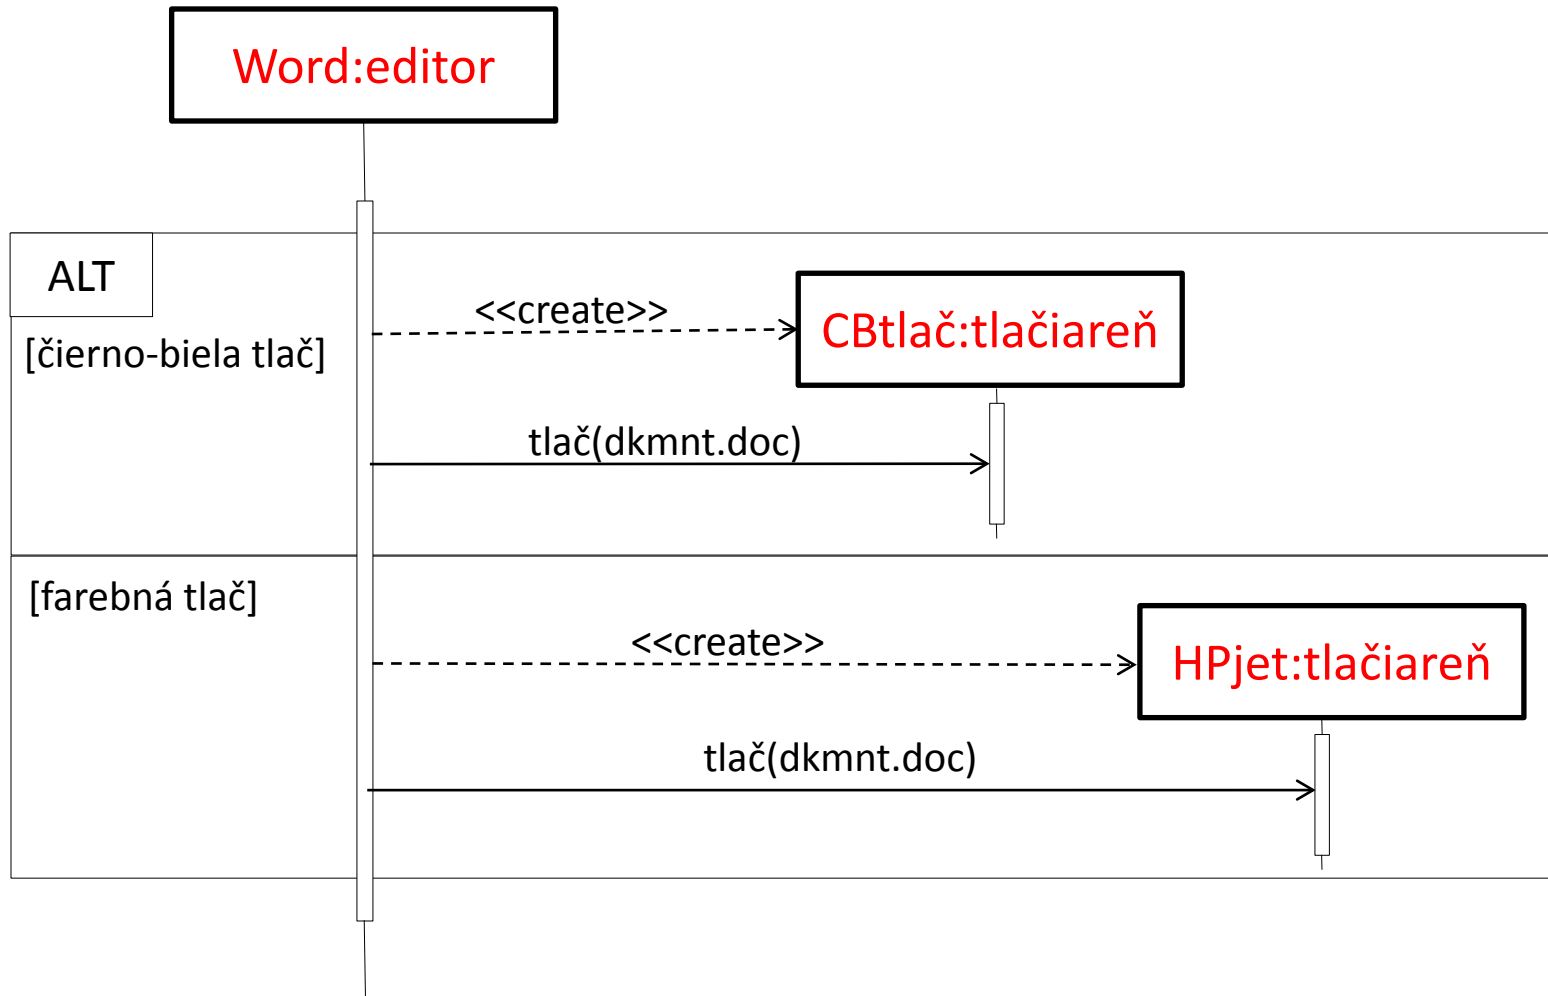 Word:editor
ALT
<<create>>
CBtlač:tlačiareň
[čierno-biela tlač]
tlač(dkmnt.doc)
[farebná tlač]
<<create>>
HPjet:tlačiareň
tlač(dkmnt.doc)